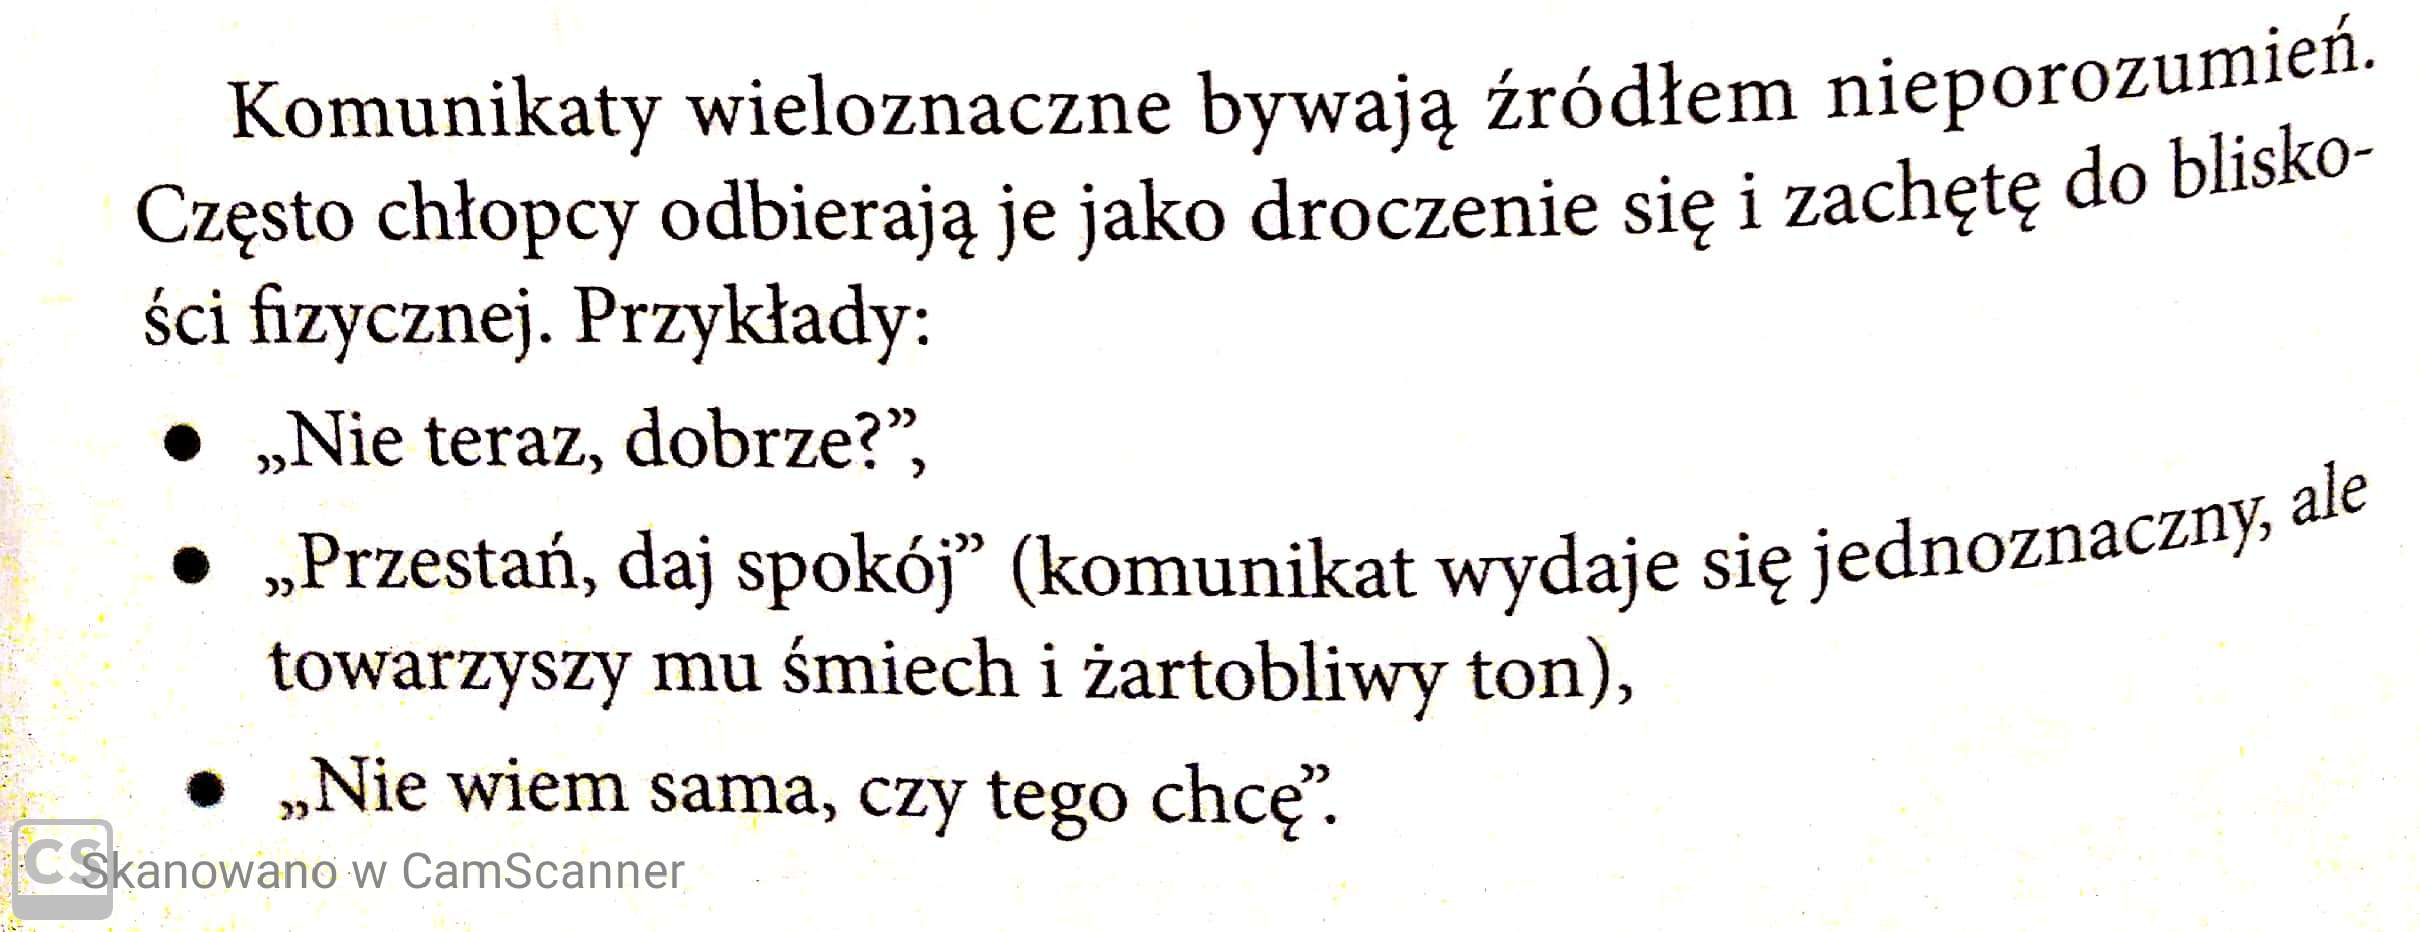 Komunikaty wieloznaczne bywają źródłem nieporozumień.
Często chłopcy odbierają je jako droczenie się i zachętę do blisko-
ści fizycznej. Przykłady:
● „Nie teraz, dobrze?”,
● „Przestań, daj spokój” (komunikat wydaje się jednoznaczny, ale
towarzyszy mu śmiech i żartobliwy ton),
● „Nie wiem sama, czy tego chcę”.
CS Skanowano w CamScanner